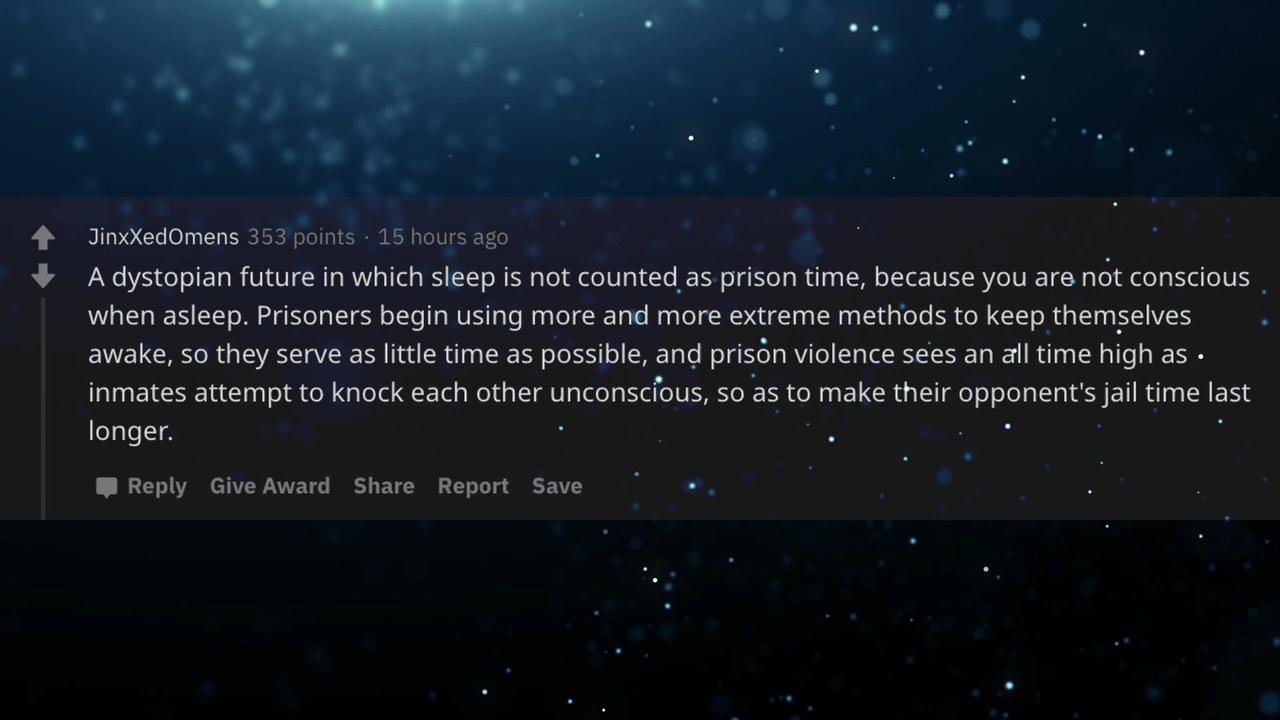 JinxXedOmens 353 points · 15 hours ago
A dystopian future in which sleep is not counted as prison time, because you are not conscious
when asleep. Prisoners begin using more and more extreme methods to keep themselves
awake, so they serve as little time as possible, and prison violence sees an all time high as
inmates attempt to knock each other unconscious, so as to make their opponent's jail time last
longer.
Reply Give Award Share Report Save